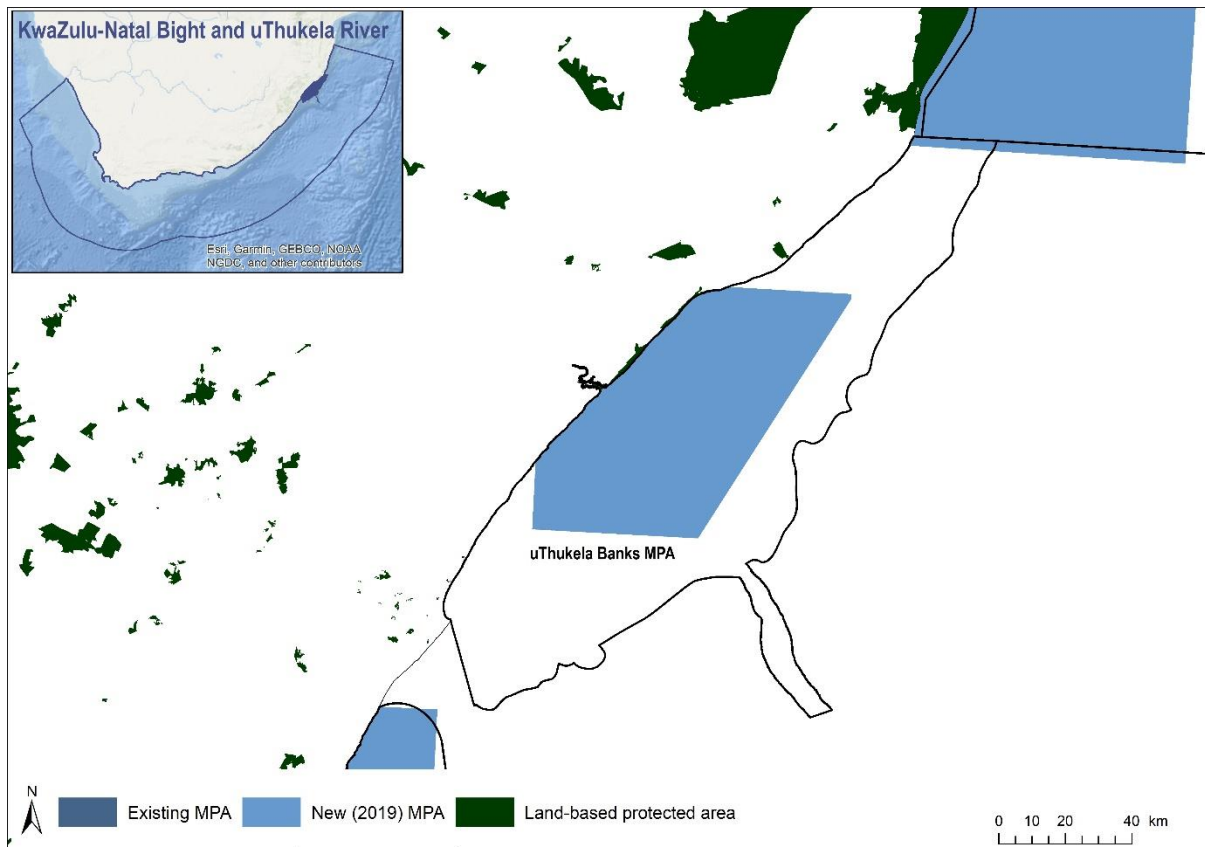 KwaZulu-Natal Bight and uThukela River
Esri, Garmin, GEBCO, NOAA
NGDC, and other contributors
uThukela Banks MPA
N
Existing MPA
New (2019) MPA
Land-based protected area
0 10 20 40 km